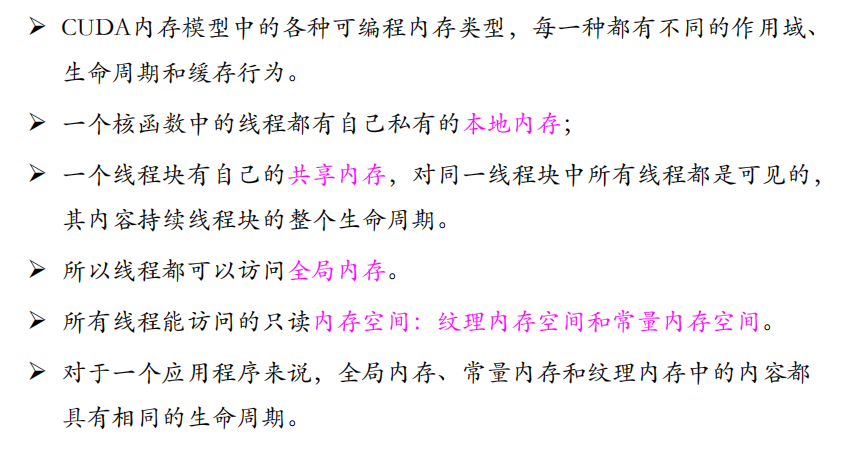 ➢ CUDA内存模型中的各种可编程内存类型，每一种都有不同的作用域、
生命周期和缓存行为。
➢ 一个核函数中的线程都有自己私有的本地内存；
➢ 一个线程块有自己的共享内存，对同一线程块中所有线程都是可见的，
其内容持续线程块的整个生命周期。
➢ 所以线程都可以访问全局内存。
➢ 所有线程能访问的只读内存空间：纹理内存空间和常量内存空间。
➢ 对于一个应用程序来说，全局内存、常量内存和纹理内存中的内容都
具有相同的生命周期。